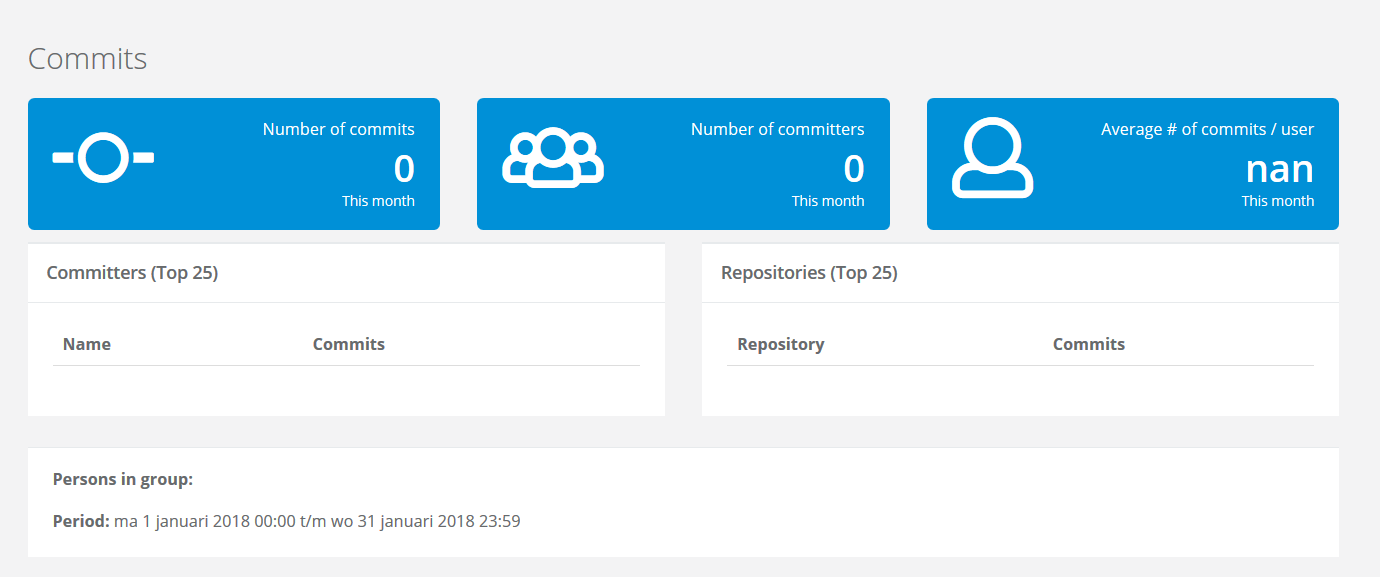 Commits
Number of commits
0
This month
Number of committers
0
This month
Average # of commits / user
nan
This month
Committers (Top 25)
Name Commits
Repositories (Top 25)
Repository Commits
Persons in group:
Period: ma 1 januari 2018 00:00 t/m wo 31 januari 2018 23:59